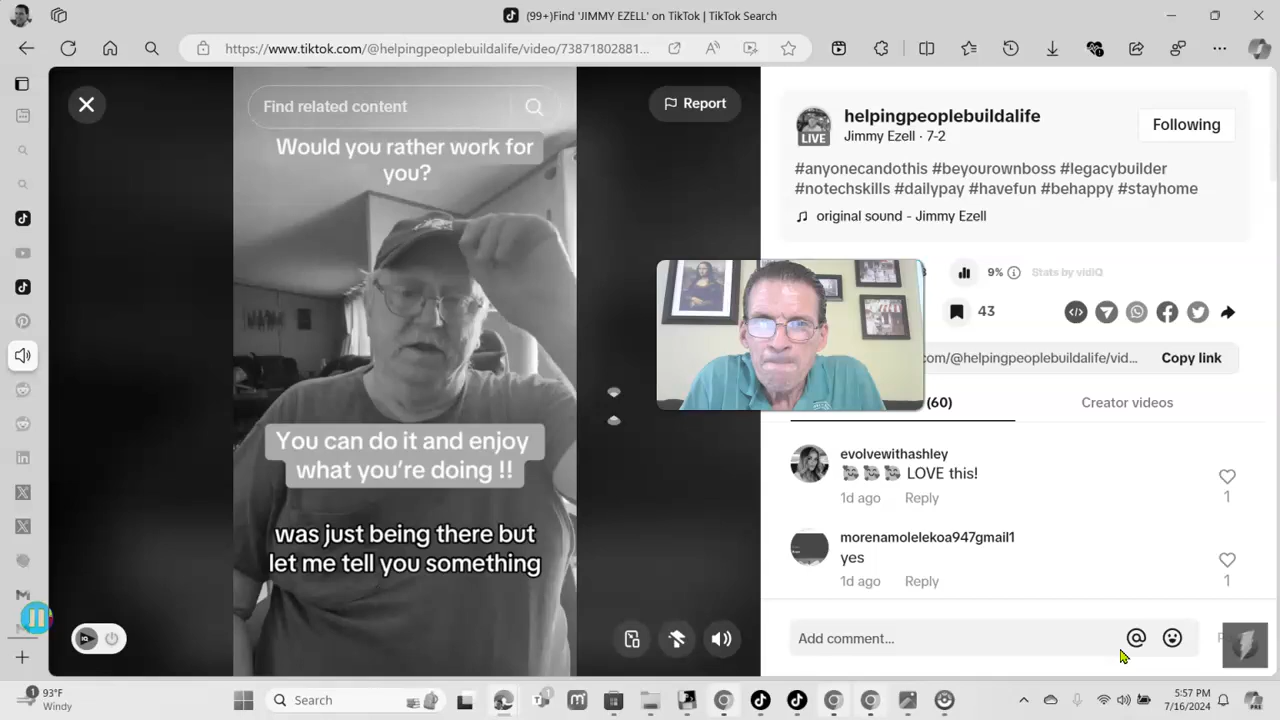 (99+)Find 'JIMMY EZELL' on TikTok | TikTok Search
https://www.tiktok.com/@helpingpeoplebuildalife/video/73871802881...
Find related content
Report
Would you rather work for
you?
You can do it and enjoy
what you're doing !!
was just being there but
let me tell you something
LIVE
helpingpeoplebuildalife
Jimmy Ezell · 7-2
Following
#anyonecandothis #beyourownboss #legacybuilder
#notechskills #dailypay #havefun #behappy #stayhome
original sound - Jimmy Ezell
9%
Stats by vidIQ
43
com/@helpingpeoplebuildalife/vid...
Copy link
(60)
Creator videos
evolvewithashley
LOVE this!
1d ago
Reply
1
morenamolelekoa947gmail1
yes
1d ago
Reply
1
Add comment...
93°F
Windy
1
Search
5:57 PM
7/16/2024